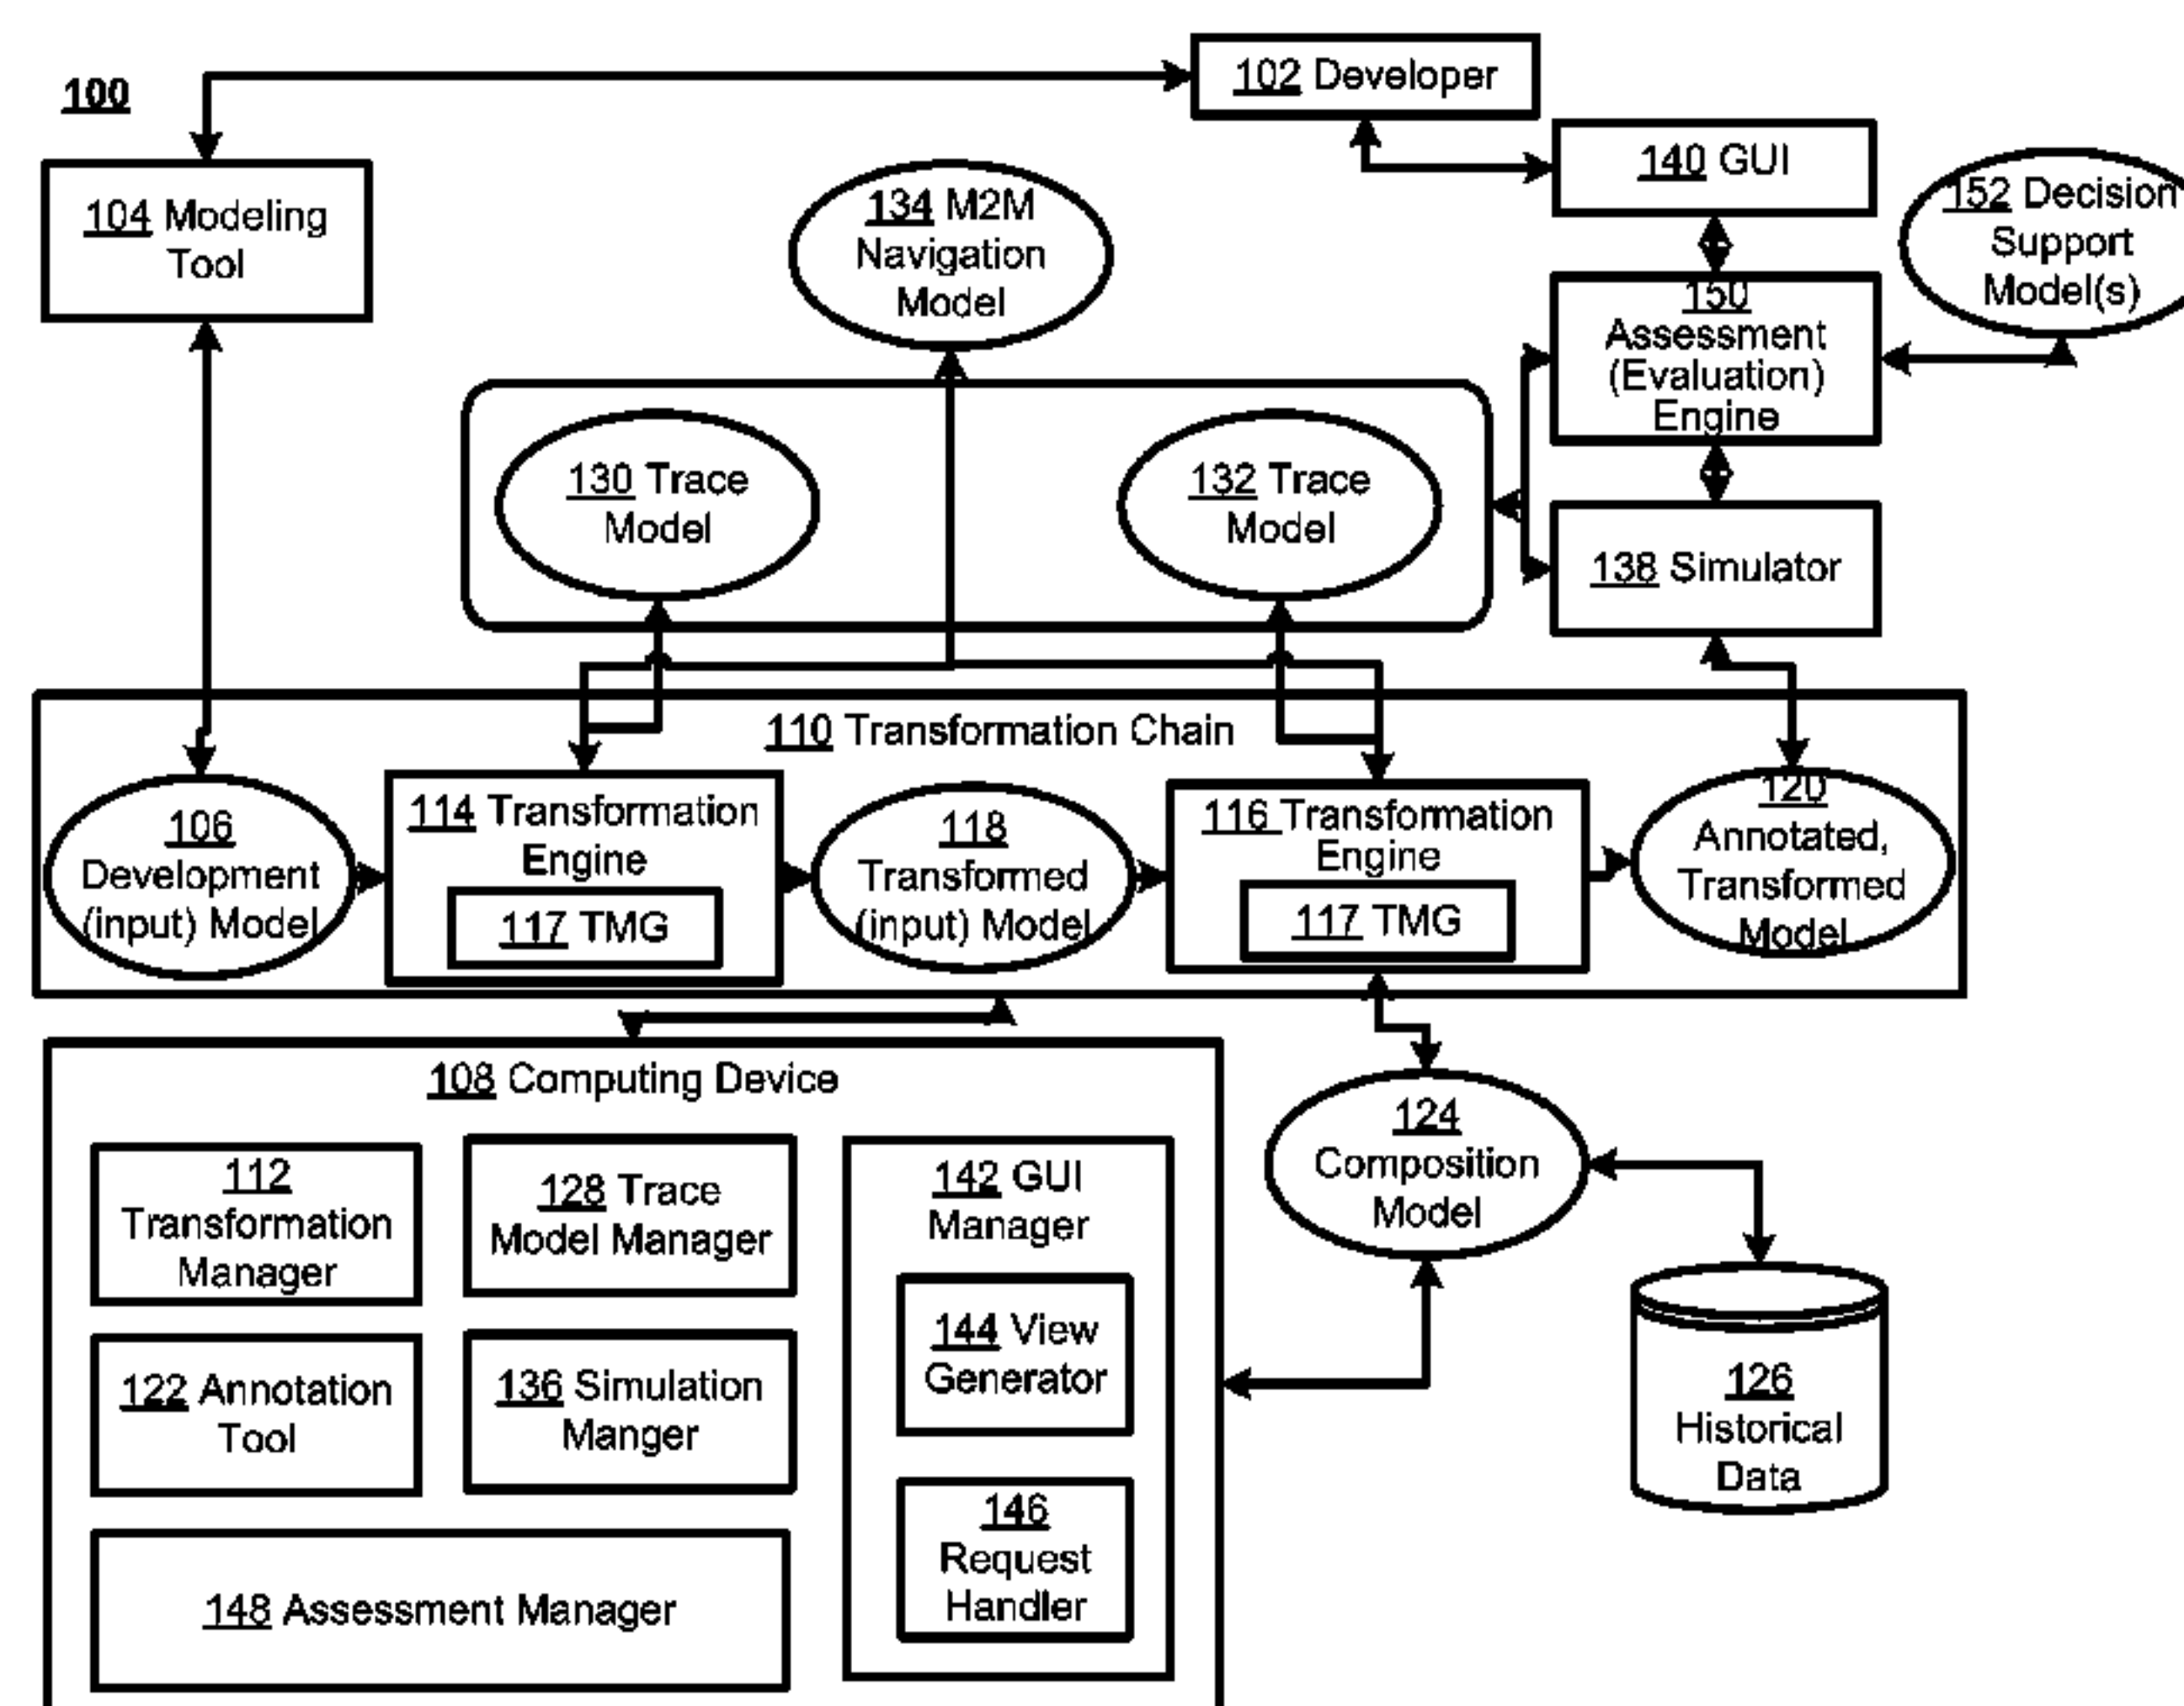 100
102 Developer
140 GUI
152 Decision
Support
Model(s)
104 Modeling
Tool
134 M2M
Navigation
Model
150
Assessment
(Evaluation)
Engine
130 Trace
Model
132 Trace
Model
138 Simulator
110 Transformation Chain
106
Development
(input) Model
114 Transformation
Engine
117 TMG
118
Transformed
(input) Model
116 Transformation
Engine
117 TMG
120
Annotated,
Transformed
Model
108 Computing Device
112
Transformation
Manager
128 Trace
Model Manager
142 GUI
Manager
122 Annotation
Tool
136 Simulation
Manger
144 View
Generator
146
Request
Handler
148 Assessment Manager
124
Composition
Model
126
Historical
Data